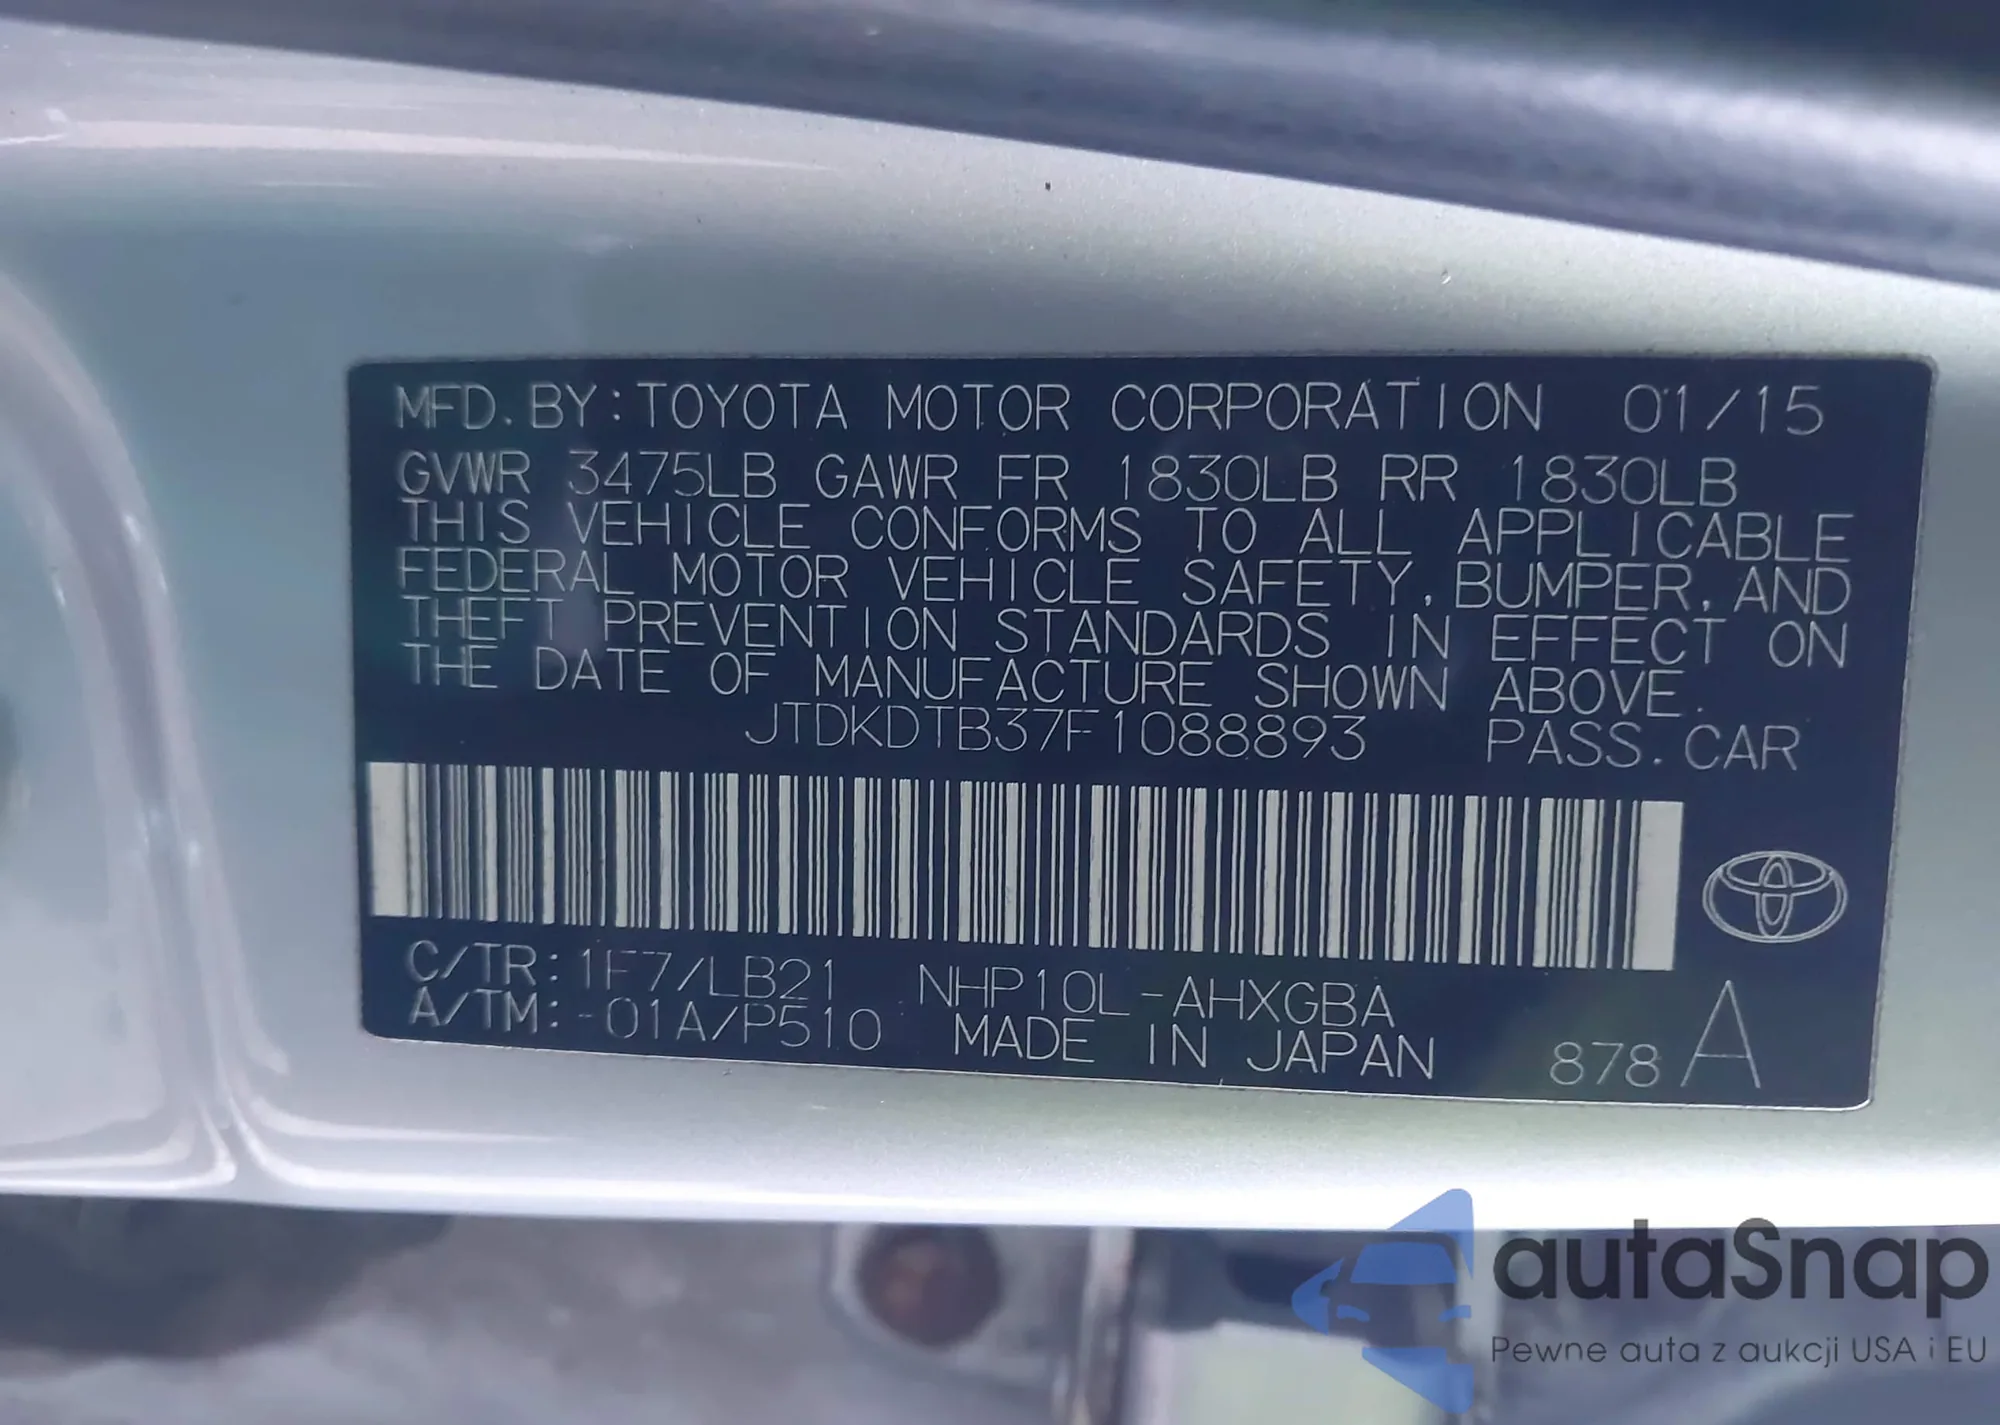 MFD. BY: TOYOTA MOTOR CORPORATION 01/15
GVWR 3475LB GAWR FR 1830LB RR 1830LB
THIS VEHICLE CONFORMS TO ALL APPLICABLE
FEDERAL MOTOR VEHICLE SAFETY, BUMPER, AND
THEFT PREVENTION STANDARDS IN EFFECT ON
THE DATE OF MANUFACTURE SHOWN ABOVE.
JTDKDTB37F1088893 PASS. CAR
C/TR: 1F7/LB21 NHP10L-AHXGBA
A/TM: -01A/P510 MADE IN JAPAN 878 A
autaSnap
Pewne auta z aukcji USA i EU